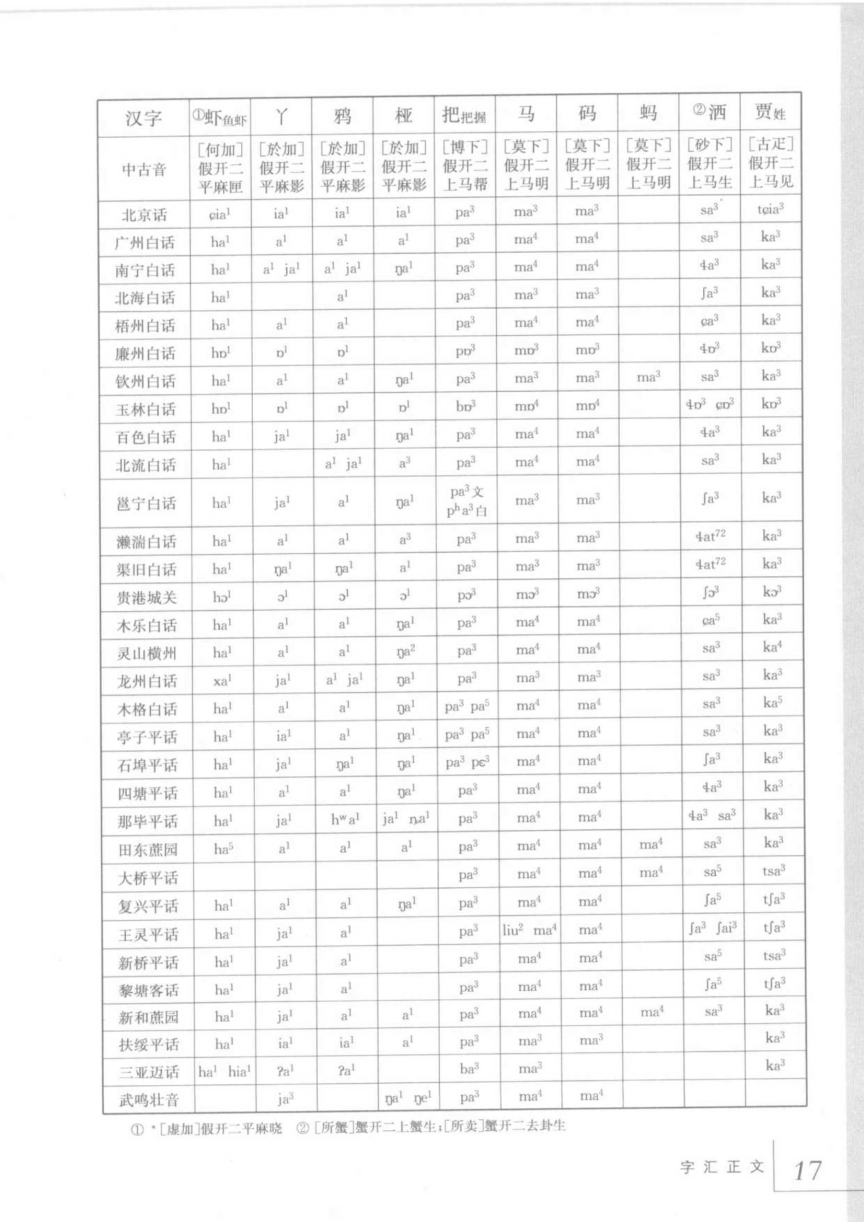 汉字 ①虾鱼虾 丫 鸦 桠 把把握 马 码 蚂 ②洒 贾姓
中古音 [何加]假开二平麻匣 [於加]假开二平麻影 [於加]假开二平麻影 [於加]假开二平麻影 [博下]假开二上马帮 [莫下]假开二上马明 [莫下]假开二上马明 [莫下]假开二上马明 [砂下]假开二上马生 [古疋]假开二上马见
北京话 ɕia¹ ia¹ ia¹ ia¹ pa³ ma³ ma³ sa³ tɕia³
广州白话 ha¹ a¹ a¹ a¹ pa³ ma⁴ ma⁴ sa³ ka³
南宁白话 ha¹ a¹ ja¹ a¹ ja¹ ŋa¹ pa³ ma⁴ ma⁴ ɬa³ ka³
北海白话 ha¹ a¹ pa³ ma³ ma³ ʃa³ ka³
梧州白话 ha¹ a¹ a¹ pa³ ma⁴ ma⁴ ɕa³ ka³
廉州白话 hɒ¹ ɒ¹ ɒ¹ pɒ³ mɒ³ mɒ³ ɬɒ³ kɒ³
钦州白话 ha¹ a¹ a¹ ŋa¹ pa³ ma³ ma³ ma³ sa³ ka³
玉林白话 hɒ¹ ɒ¹ ɒ¹ ɒ¹ bɒ³ mɒ⁴ mɒ⁴ ɬɒ³ ɕɒ³ kɒ³
百色白话 ha¹ ja¹ ja¹ ŋa¹ pa³ ma⁴ ma⁴ ɬa³ ka³
北流白话 ha¹ a¹ ja¹ a³ pa³ ma⁴ ma⁴ sa³ ka³
邕宁白话 ha¹ ja¹ a¹ ŋa¹ pa³文 pʰa³白 ma³ ma³ ʃa³ ka³
濑湍白话 ha¹ a¹ a¹ a³ pa³ ma³ ma³ ɬat⁷² ka³
渠旧白话 ha¹ ŋa¹ ŋa¹ a¹ pa³ ma³ ma³ ɬat⁷² ka³
贵港城关 hɔ¹ ɔ¹ ɔ¹ ɔ¹ pɔ³ mɔ³ mɔ³ ʃɔ³ kɔ³
木乐白话 ha¹ a¹ a¹ ŋa¹ pa³ ma⁴ ma⁴ ɕa⁵ ka³
灵山横州 ha¹ a¹ a¹ ŋa² pa³ ma⁴ ma⁴ sa³ ka⁴
龙州白话 xa¹ ja¹ a¹ ja¹ ŋa¹ pa³ ma³ ma³ sa³ ka³
木格白话 ha¹ a¹ a¹ ŋa¹ pa³ pa⁵ ma⁴ ma⁴ sa³ ka⁵
亭子平话 ha¹ ia¹ a¹ ŋa¹ pa³ pa⁵ ma⁴ ma⁴ sa³ ka³
石埠平话 ha¹ ja¹ ŋa¹ ŋa¹ pa³ pɛ³ ma⁴ ma⁴ ʃa³ ka³
四塘平话 ha¹ a¹ a¹ ŋa¹ pa³ ma⁴ ma⁴ ɬa³ ka³
那毕平话 ha¹ ja¹ hʷa¹ ja¹ ȵa¹ pa³ ma⁴ ma⁴ ɬa³ sa³ ka³
田东蔗园 ha⁵ a¹ a¹ a¹ pa³ ma⁴ ma⁴ ma⁴ sa³ ka³
大桥平话 pa³ ma⁴ ma⁴ ma⁴ sa⁵ tsa³
复兴平话 ha¹ a¹ a¹ ŋa¹ pa³ ma⁴ ma⁴ ʃa⁵ tʃa³
王灵平话 ha¹ ja¹ a¹ pa³ liu² ma⁴ ma⁴ ʃa³ ʃai³ tʃa³
新桥平话 ha¹ ja¹ a¹ pa³ ma⁴ ma⁴ sa⁵ tsa³
黎塘客话 ha¹ ja¹ a¹ pa³ ma⁴ ma⁴ ʃa⁵ tʃa³
新和蔗园 ha¹ ja¹ a¹ a¹ pa³ ma⁴ ma⁴ ma⁴ sa³ ka³
扶绥平话 ha¹ ia¹ ia¹ a¹ pa³ ma³ ma³ ka³
三亚迈话 ha¹ hia¹ ʔa¹ ʔa¹ ba³ ma³ ka³
武鸣壮音 ja³ ŋa¹ ŋe¹ pa³ ma⁴ ma⁴
① *[虚加]假开二平麻晓 ②[所蟹]蟹开二上蟹生;[所卖]蟹开二去卦生
字汇正文 17